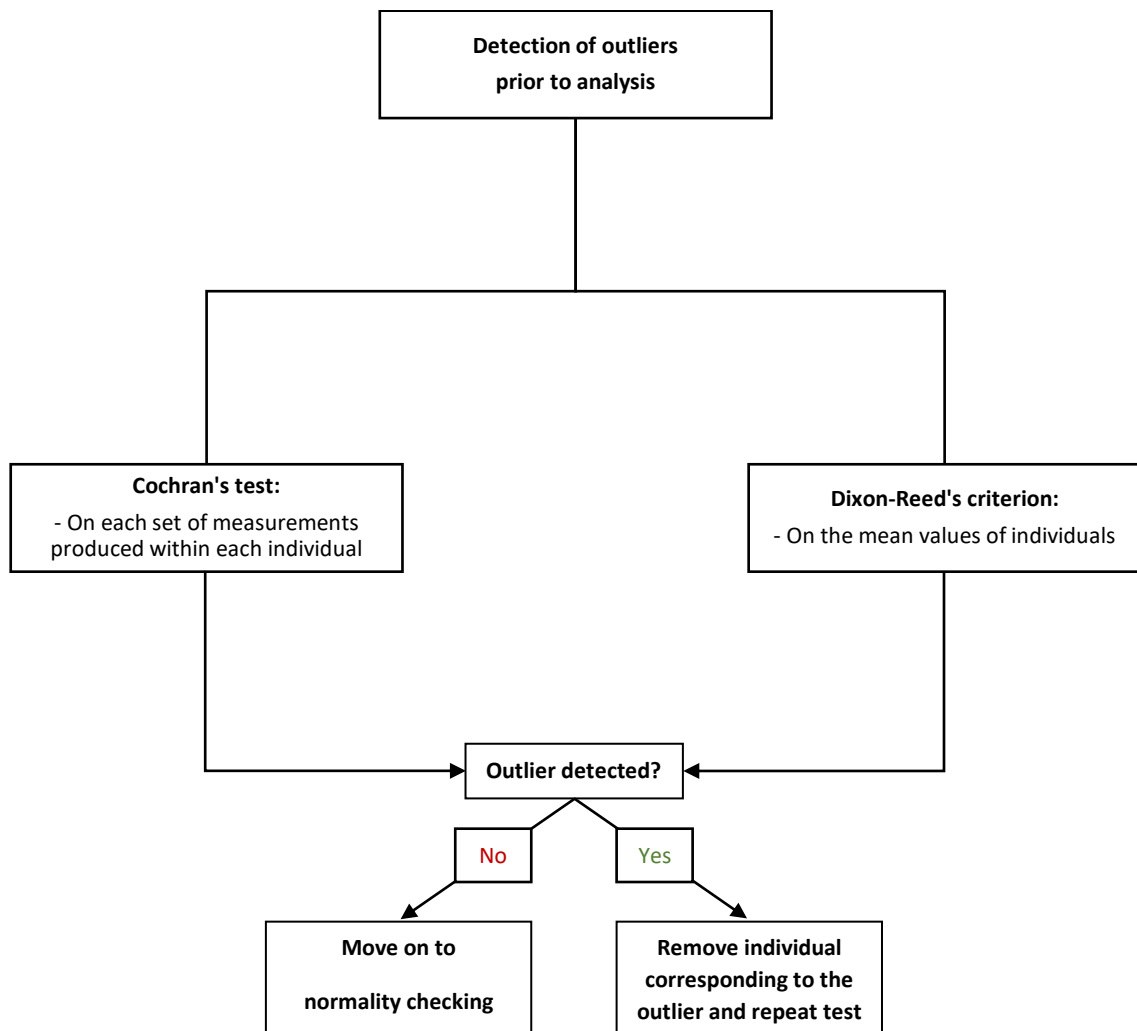 Detection of outliers
prior to analysis
Cochran's test:
- On each set of measurements
produced within each individual
Dixon-Reed's criterion:
- On the mean values of individuals
Outlier detected?
No
Yes
Move on to
normality checking
Remove individual
corresponding to the
outlier and repeat test